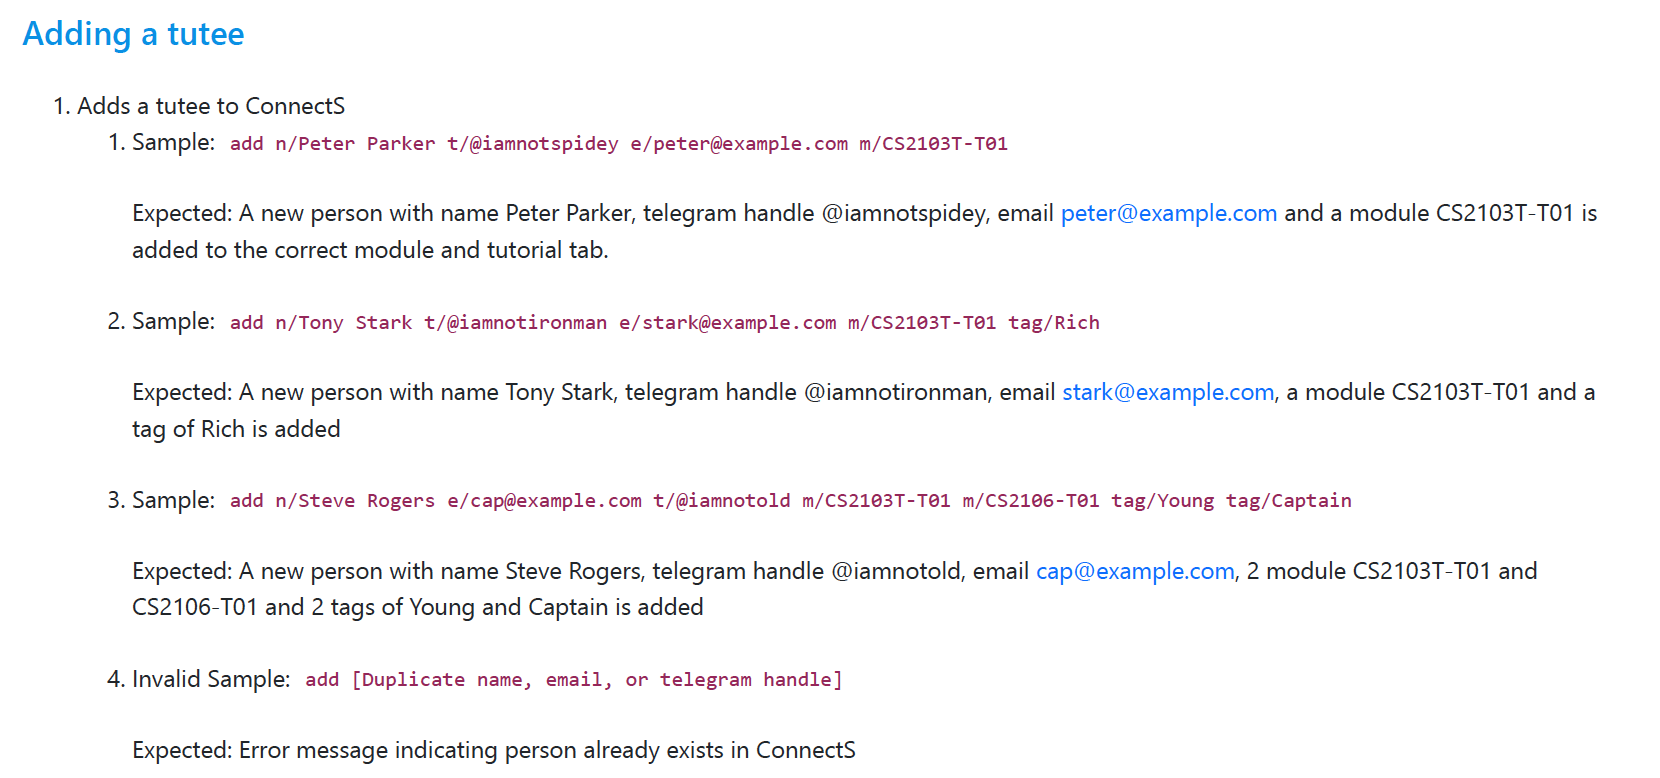 Adding a tutee
1. Adds a tutee to ConnectS
1. Sample: add n/Peter Parker t/@iamnotspidey e/peter@example.com m/CS2103T-T01
Expected: A new person with name Peter Parker, telegram handle @iamnotspidey, email peter@example.com and a module CS2103T-T01 is
added to the correct module and tutorial tab.
2. Sample: add n/Tony Stark t/@iamnotironman e/stark@example.com m/CS2103T-T01 tag/Rich
Expected: A new person with name Tony Stark, telegram handle @iamnotironman, email stark@example.com, a module CS2103T-T01 and a
tag of Rich is added
3. Sample: add n/Steve Rogers e/cap@example.com t/@iamnotold m/CS2103T-T01 m/CS2106-T01 tag/Young tag/Captain
Expected: A new person with name Steve Rogers, telegram handle @iamnotold, email cap@example.com, 2 module CS2103T-T01 and
CS2106-T01 and 2 tags of Young and Captain is added
4. Invalid Sample: add [Duplicate name, email, or telegram handle]
Expected: Error message indicating person already exists in ConnectS